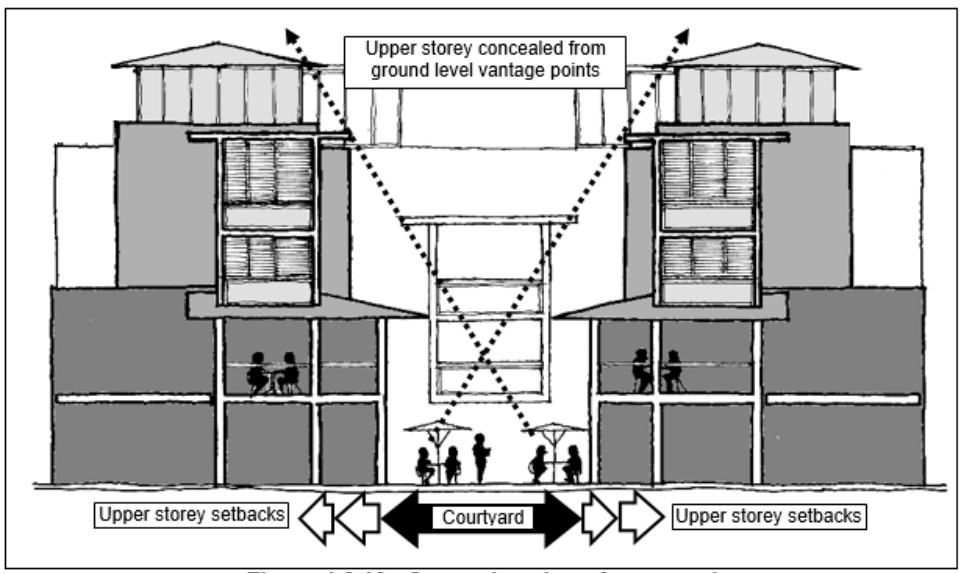 Upper storey concealed from
ground level vantage points
Upper storey setbacks
Courtyard
Upper storey setbacks